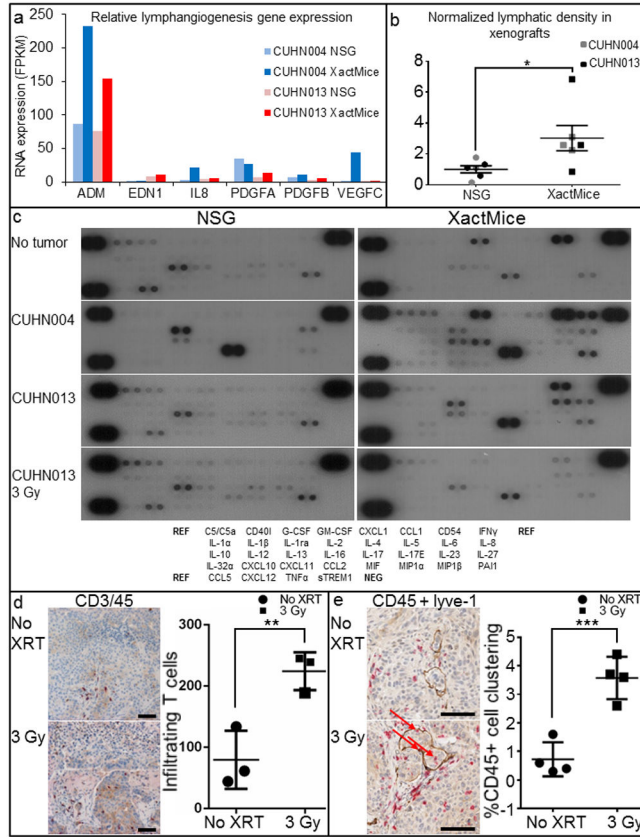 a
Relative lymphangiogenesis gene expression
RNA expression (FPKM)
250
200
150
100
50
0
CUHN004 NSG
CUHN004 XactMice
CUHN013 NSG
CUHN013 XactMice
ADM EDN1 IL8 PDGFA PDGFB VEGFC
b
Normalized lymphatic density in
xenografts
CUHN004
CUHN013
8
6
4
2
0
*
NSG XactMice
c
NSG XactMice
No tumor
CUHN004
CUHN013
CUHN013
3 Gy
REF C5/C5a CD40l G-CSF GM-CSF CXCL1 CCL1 CD54 IFNγ REF
IL-1α IL-1β IL-1ra IL-2 IL-4 IL-5 IL-6 IL-8
IL-10 IL-12 IL-13 IL-16 IL-17 IL-17E IL-23 IL-27
IL-32α CXCL10 CXCL11 CCL2 MIF MIP1α MIP1β PAI1
REF CCL5 CXCL12 TNFα sTREM1 NEG
d
CD3/45
No
XRT
3 Gy
No XRT
3 Gy
Infiltrating T cells
300
200
100
0
**
No XRT 3 Gy
e
CD45 + lyve-1
No
XRT
3 Gy
No XRT
3 Gy
%CD45+ cell clustering
6
5
4
3
2
1
0
-1
***
No XRT 3 Gy